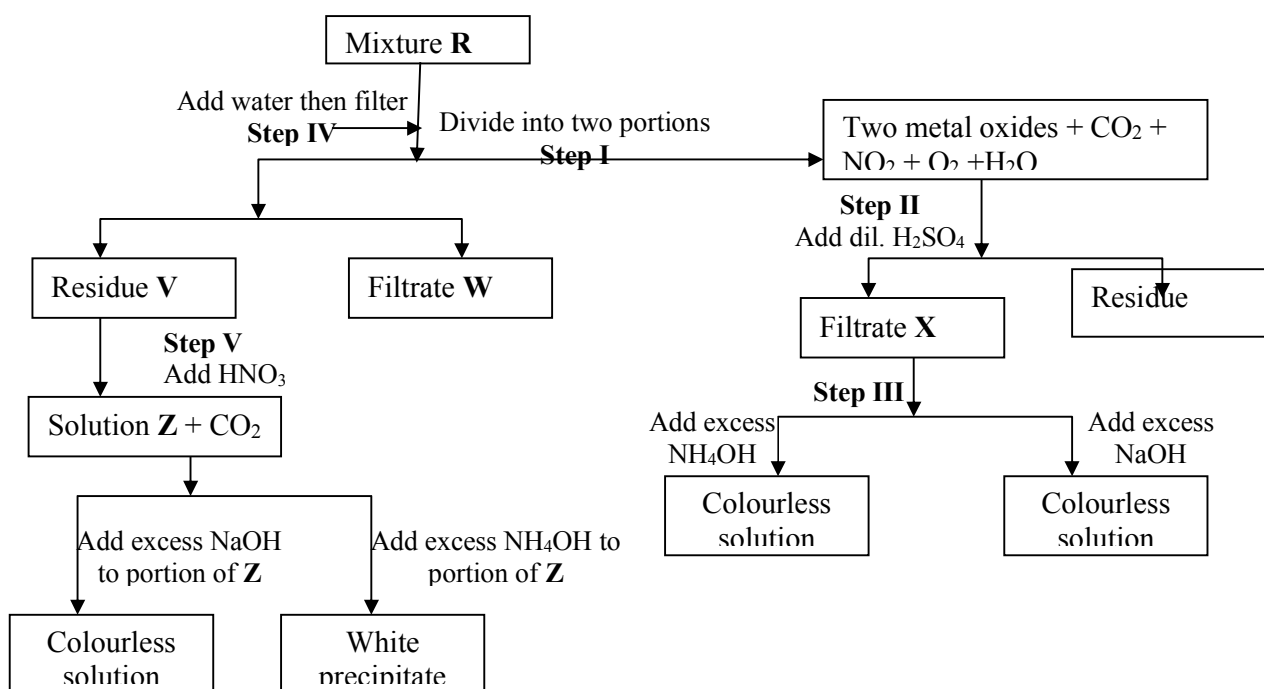 Mixture R
Add water then filter
Step IV
Divide into two portions
Step I
Two metal oxides + CO₂ +
NO₂ + O₂ +H₂O
Step II
Add dil. H₂SO₄
Residue V
Filtrate W
Filtrate X
Residue
Step V
Add HNO₃
Step III
Solution Z + CO₂
Add excess
NH₄OH
Add excess
NaOH
Colourless
solution
Colourless
solution
Add excess NaOH
to portion of Z
Add excess NH₄OH to
portion of Z
Colourless
solution
White
precipitate